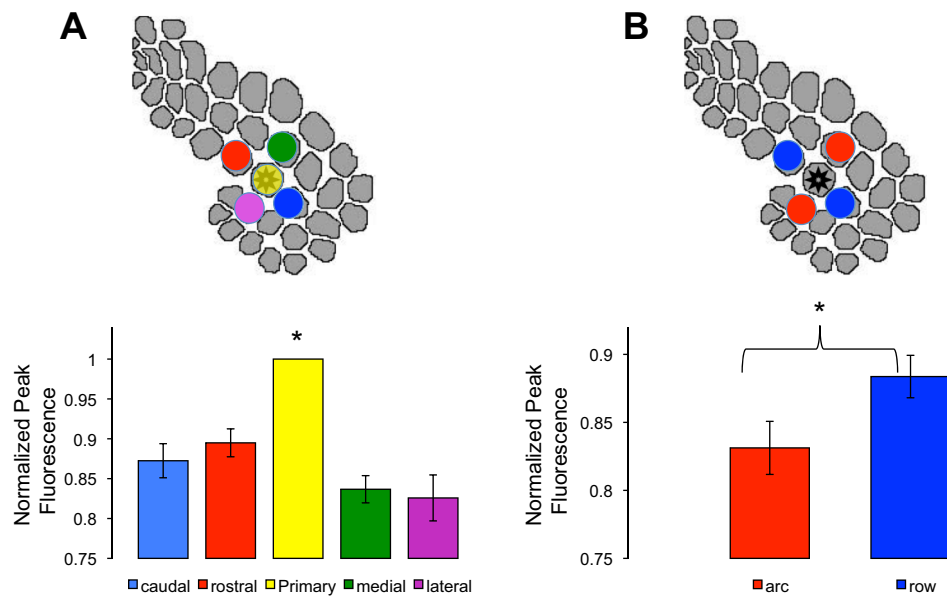 A
B
Normalized Peak
Fluorescence
1
0.95
0.9
0.85
0.8
0.75
*
caudal rostral Primary medial lateral
Normalized Peak
Fluorescence
0.9
0.85
0.8
0.75
*
arc row